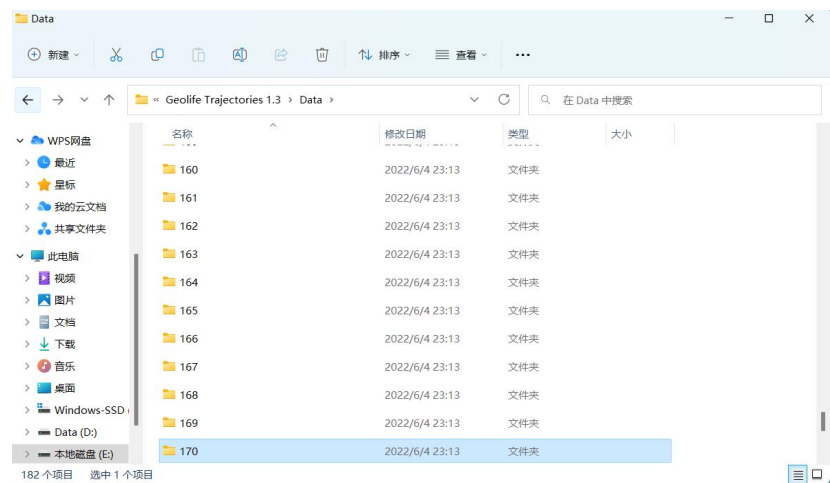 Data
新建
排序
查看
« Geolife Trajectories 1.3 > Data >
在 Data 中搜索
名称 修改日期 类型 大小
WPS网盘
最近
星标
我的云文档
共享文件夹
此电脑
视频
图片
文档
下载
音乐
桌面
Windows-SSD (
Data (D:)
本地磁盘 (E:)
160 2022/6/4 23:13 文件夹
161 2022/6/4 23:13 文件夹
162 2022/6/4 23:13 文件夹
163 2022/6/4 23:13 文件夹
164 2022/6/4 23:13 文件夹
165 2022/6/4 23:13 文件夹
166 2022/6/4 23:13 文件夹
167 2022/6/4 23:13 文件夹
168 2022/6/4 23:13 文件夹
169 2022/6/4 23:13 文件夹
170 2022/6/4 23:13 文件夹
182 个项目 选中 1 个项目